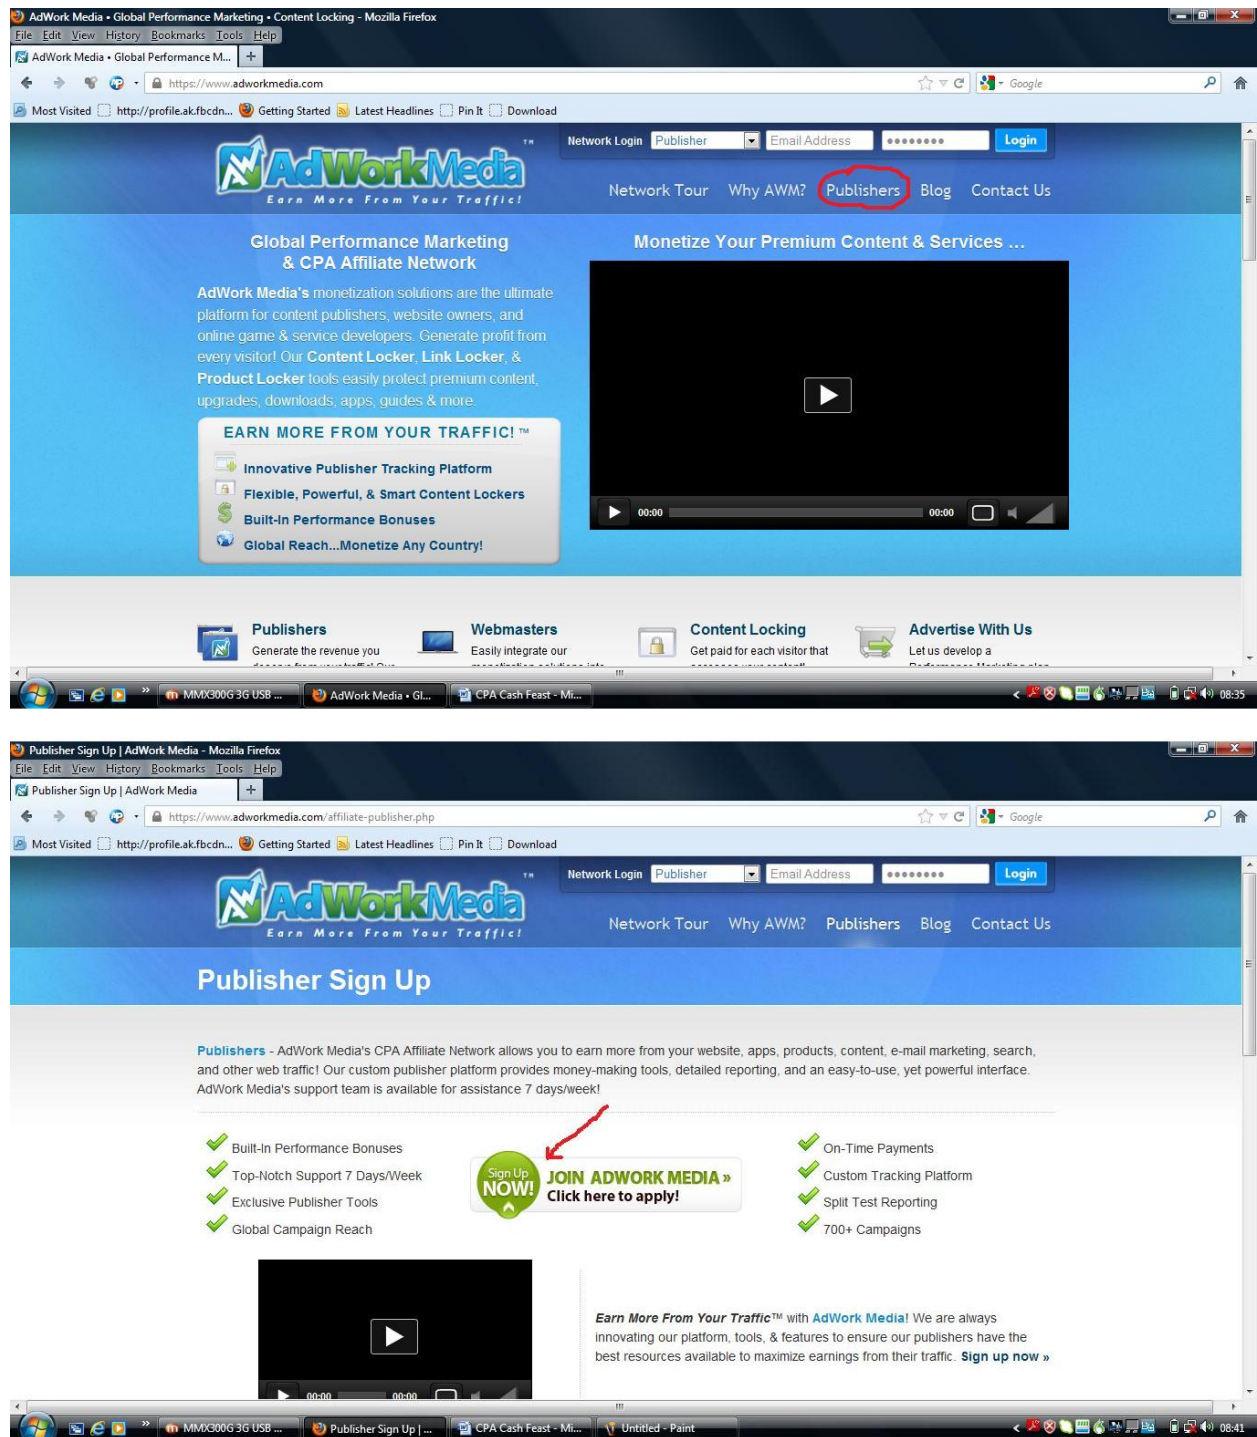 AdWork Media • Global Performance Marketing • Content Locking - Mozilla Firefox
File Edit View History Bookmarks Tools Help
AdWork Media • Global Performance M... +
https://www.adworkmedia.com
Google
Most Visited http://profile.ak.fbcdn... Getting Started Latest Headlines Pin It Download
Network Login Publisher Email Address •••••••• Login
AdWorkMedia ™
Earn More From Your Traffic!
Network Tour Why AWM? Publishers Blog Contact Us
Global Performance Marketing
& CPA Affiliate Network
AdWork Media's monetization solutions are the ultimate
platform for content publishers, website owners, and
online game & service developers. Generate profit from
every visitor! Our Content Locker, Link Locker, &
Product Locker tools easily protect premium content,
upgrades, downloads, apps, guides & more.
EARN MORE FROM YOUR TRAFFIC! ™
Innovative Publisher Tracking Platform
Flexible, Powerful, & Smart Content Lockers
Built-In Performance Bonuses
Global Reach...Monetize Any Country!
Monetize Your Premium Content & Services ...
00:00 00:00
Publishers
Generate the revenue you
Webmasters
Easily integrate our
Content Locking
Get paid for each visitor that
Advertise With Us
Let us develop a
MMX300G 3G USB ... AdWork Media • Gl... CPA Cash Feast - Mi... 08:35
Publisher Sign Up | AdWork Media - Mozilla Firefox
File Edit View History Bookmarks Tools Help
Publisher Sign Up | AdWork Media +
https://www.adworkmedia.com/affiliate-publisher.php
Google
Most Visited http://profile.ak.fbcdn... Getting Started Latest Headlines Pin It Download
Network Login Publisher Email Address •••••••• Login
AdWorkMedia ™
Earn More From Your Traffic!
Network Tour Why AWM? Publishers Blog Contact Us
Publisher Sign Up
Publishers - AdWork Media's CPA Affiliate Network allows you to earn more from your website, apps, products, content, e-mail marketing, search,
and other web traffic! Our custom publisher platform provides money-making tools, detailed reporting, and an easy-to-use, yet powerful interface.
AdWork Media's support team is available for assistance 7 days/week!
Built-In Performance Bonuses
Top-Notch Support 7 Days/Week
Exclusive Publisher Tools
Global Campaign Reach
Sign Up
NOW!
JOIN ADWORK MEDIA »
Click here to apply!
On-Time Payments
Custom Tracking Platform
Split Test Reporting
700+ Campaigns
00:00 00:00
Earn More From Your Traffic™ with AdWork Media! We are always
innovating our platform, tools, & features to ensure our publishers have the
best resources available to maximize earnings from their traffic. Sign up now »
MMX300G 3G USB ... Publisher Sign Up | ... CPA Cash Feast - Mi... Untitled - Paint 08:41